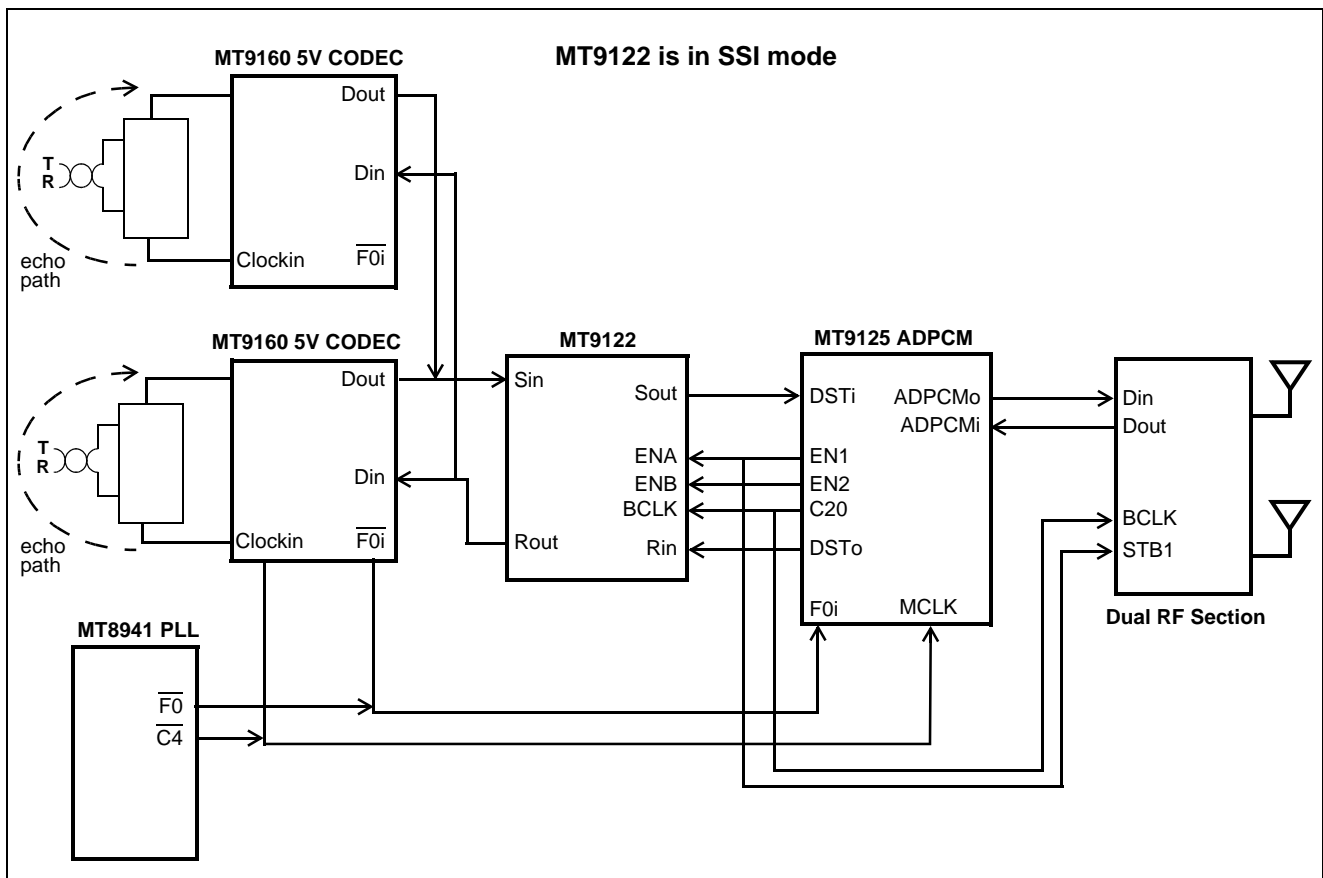 MT9160 5V CODEC
MT9122 is in SSI mode
Dout
T
R
Din
echo
path
Clockin
F0i
MT9160 5V CODEC
Dout
T
R
Din
echo
path
Clockin
F0i
MT9122
Sin
Sout
ENA
ENB
BCLK
Rout
Rin
MT9125 ADPCM
DSTi
ADPCMo
ADPCMi
EN1
EN2
C20
DSTo
F0i
MCLK
Din
Dout
BCLK
STB1
Dual RF Section
MT8941 PLL
F0
C4